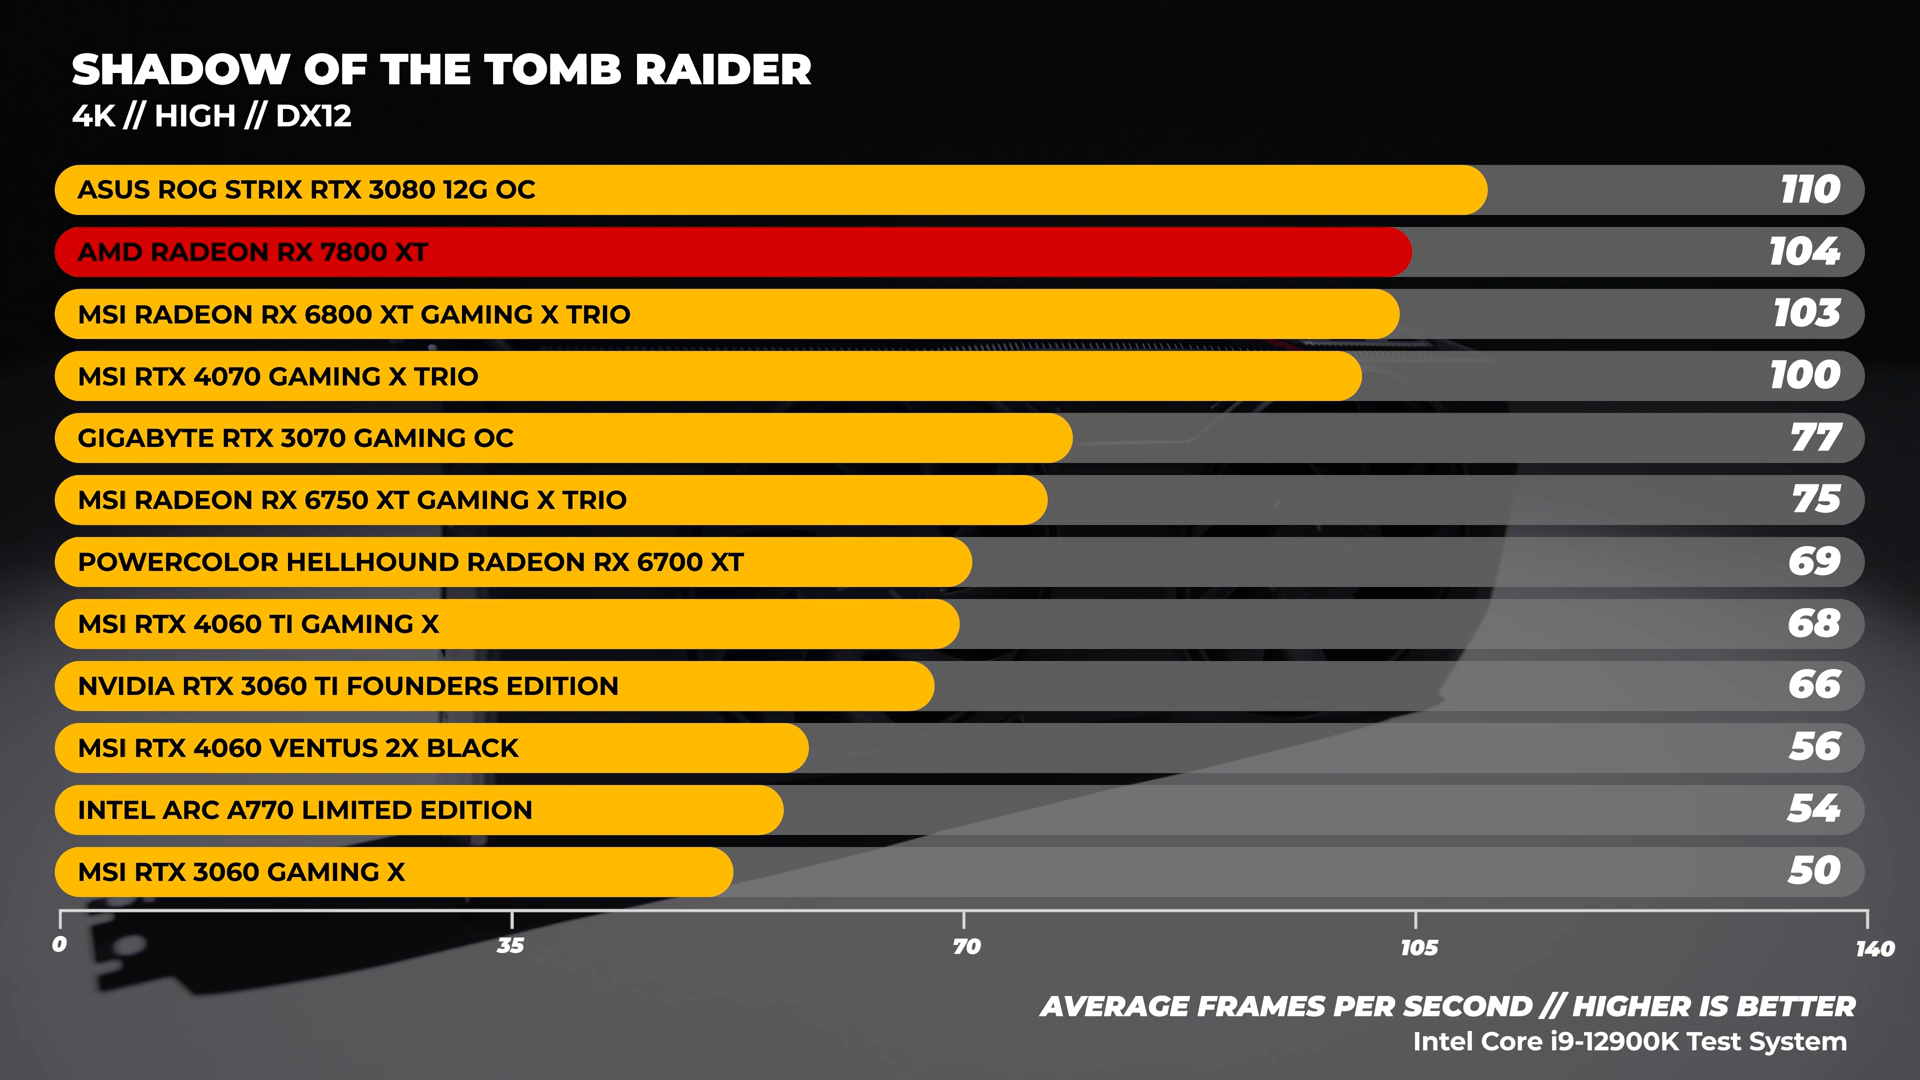 SHADOW OF THE TOMB RAIDER
4K // HIGH // DX12
ASUS ROG STRIX RTX 3080 12G OC 110
AMD RADEON RX 7800 XT 104
MSI RADEON RX 6800 XT GAMING X TRIO 103
MSI RTX 4070 GAMING X TRIO 100
GIGABYTE RTX 3070 GAMING OC 77
MSI RADEON RX 6750 XT GAMING X TRIO 75
POWERCOLOR HELLHOUND RADEON RX 6700 XT 69
MSI RTX 4060 TI GAMING X 68
NVIDIA RTX 3060 TI FOUNDERS EDITION 66
MSI RTX 4060 VENTUS 2X BLACK 56
INTEL ARC A770 LIMITED EDITION 54
MSI RTX 3060 GAMING X 50
0 35 70 105 140
AVERAGE FRAMES PER SECOND // HIGHER IS BETTER
Intel Core i9-12900K Test System